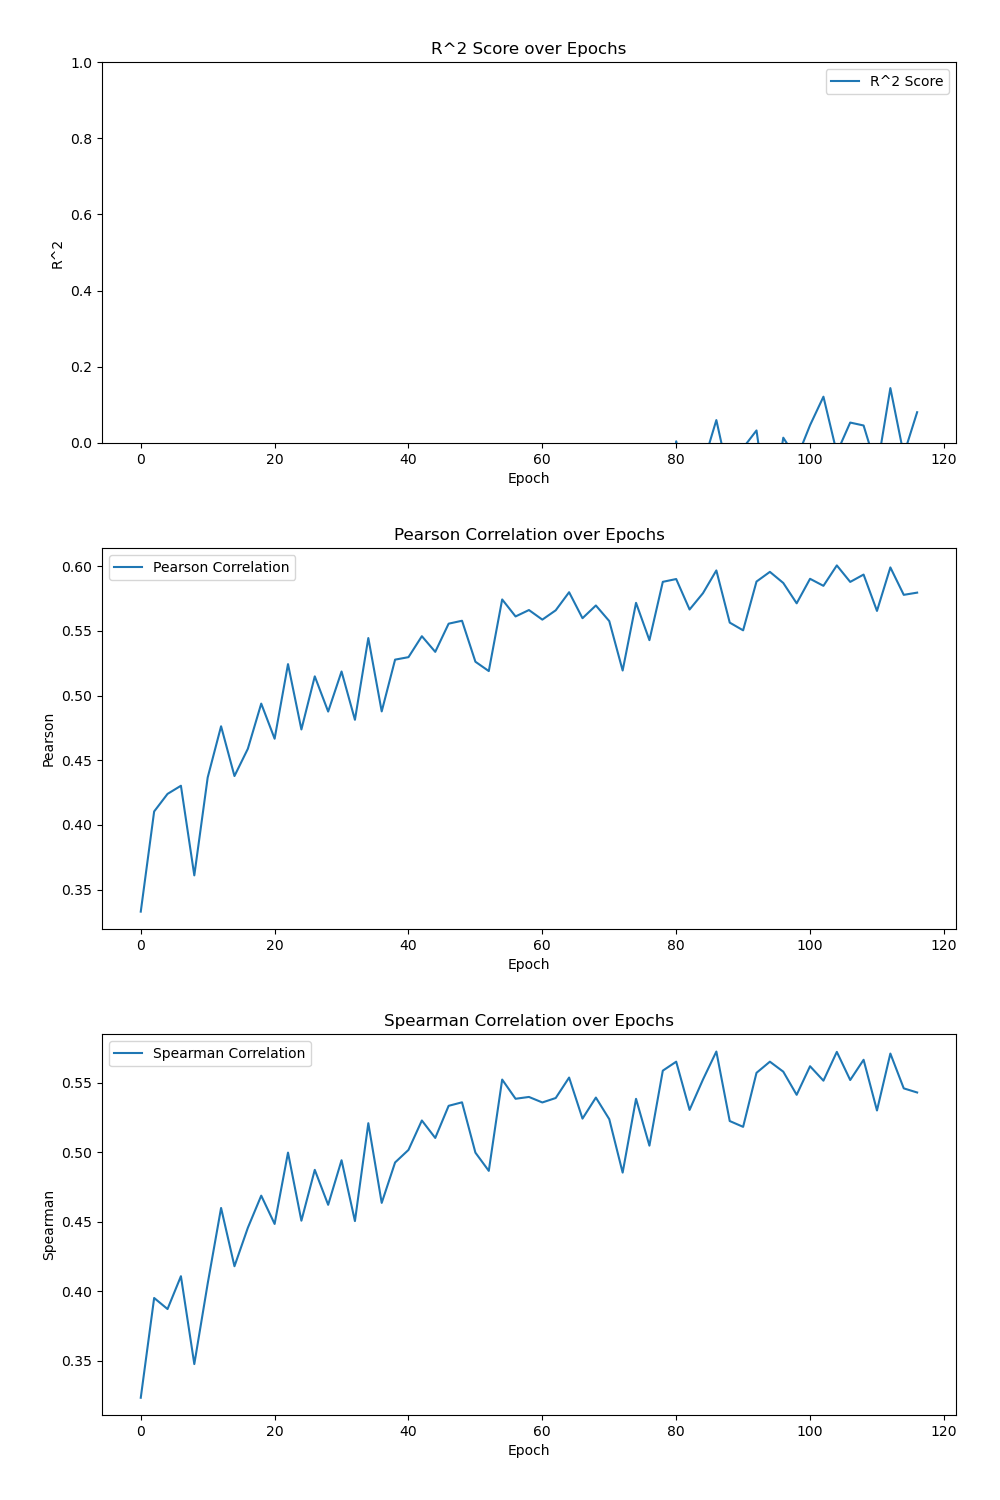 R^2 Score over Epochs
R^2 Score
1.0
0.8
0.6
0.4
0.2
0.0
R^2
0 20 40 60 80 100 120
Epoch
Pearson Correlation over Epochs
Pearson Correlation
0.60
0.55
0.50
0.45
0.40
0.35
Pearson
0 20 40 60 80 100 120
Epoch
Spearman Correlation over Epochs
Spearman Correlation
0.55
0.50
0.45
0.40
0.35
Spearman
0 20 40 60 80 100 120
Epoch